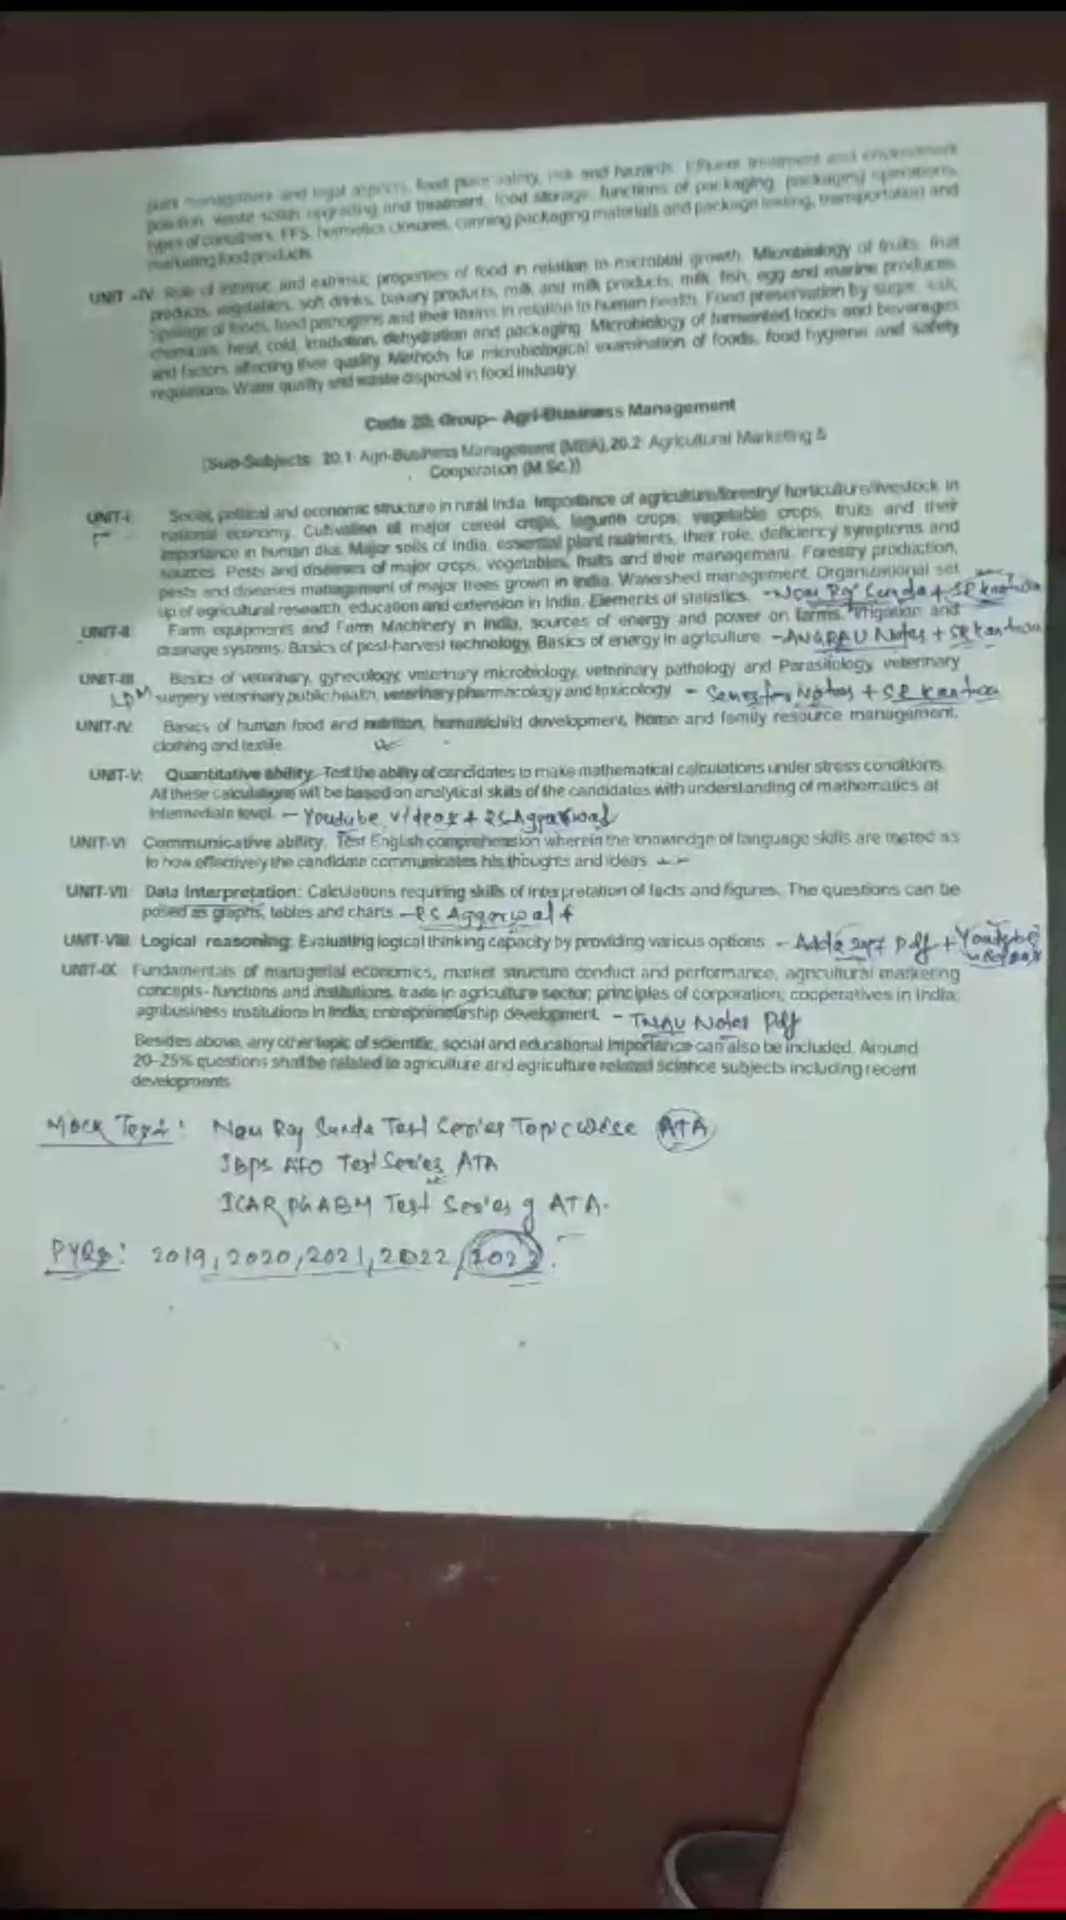 plant management and legal aspects, food plant safety, risk and hazards. Effluent treatment and environment
pollution, waste solids upgrading and treatment, food storage, functions of packaging, packaging operations,
types of containers, FFS, hermetics closures, canning packaging materials and package testing, transportation and
marketing food products.
UNIT -IV: Role of intrinsic and extrinsic properties of food in relation to microbial growth. Microbiology of fruits, fruit
products, vegetables, soft drinks, bakery products, milk and milk products, milk, fish, egg and marine products.
Spoilage of foods, food pathogens and their toxins in relation to human health. Food preservation by sugar, salt,
chemicals, heat, cold, irradiation, dehydration and packaging. Microbiology of fermented foods and beverages
and factors affecting their quality. Methods for microbiological examination of foods, food hygiene and safety
regulations. Water quality and waste disposal in food industry.
Code 20: Group– Agri-Business Management
(Sub-Subjects: 20.1: Agri-Business Management (MBA), 20.2: Agricultural Marketing &
Cooperation (M.Sc.))
UNIT-I: Social, political and economic structure in rural India. Importance of agriculture/forestry/ horticulture/livestock in
national economy. Cultivation of major cereal crops, legume crops, vegetable crops, fruits and their
importance in human diet. Major soils of India, essential plant nutrients, their role, deficiency symptoms and
sources. Pests and diseases of major crops, vegetables, fruits and their management. Forestry production,
pests and diseases management of major trees grown in India. Watershed management. Organizational set
up of agricultural research, education and extension in India. Elements of statistics. - Nem Raj Sunda + SR kantwa
UNIT-II: Farm equipments and Farm Machinery in India, sources of energy and power on farms. Irrigation and
drainage systems. Basics of post-harvest technology, Basics of energy in agriculture. - ANGRAU Notes + SR kantwa
UNIT-III: Basics of veterinary, gynecology, veterinary microbiology, veterinary pathology and Parasitology, veterinary
LPM surgery, veterinary public health, veterinary pharmacology and toxicology. - Semester Notes + SR kantwa
UNIT-IV: Basics of human food and nutrition, human/child development, home and family resource management,
clothing and textile.
UNIT-V: Quantitative ability: Test the ability of candidates to make mathematical calculations under stress conditions.
All these calculations will be based on analytical skills of the candidates with understanding of mathematics at
Intermediate level. - Youtube videos + RS Aggarwal
UNIT-VI: Communicative ability: Test English comprehension wherein the knowledge of language skills are tested as
to how effectively the candidate communicates his thoughts and ideas.
UNIT-VII: Data Interpretation: Calculations requiring skills of interpretation of facts and figures. The questions can be
posed as graphs, tables and charts. - RS Aggarwal +
UNIT-VIII: Logical reasoning: Evaluating logical thinking capacity by providing various options. - Adda 247 Pdf + Youtube videos
UNIT-IX: Fundamentals of managerial economics, market structure conduct and performance, agricultural marketing
concepts- functions and institutions, trade in agriculture sector; principles of corporation; cooperatives in India;
agribusiness institutions in India; entrepreneurship development. - TNAU Notes Pdf
Besides above, any other topic of scientific, social and educational importance can also be included. Around
20-25% questions shall be related to agriculture and agriculture related science subjects including recent
developments.
Mock Test: Nem Raj Sunda Test Series Topic wise ATA
IBPS AFO Test Series ATA
ICAR PG ABM Test Series of ATA.
PYQs: 2019, 2020, 2021, 2022, 2023.